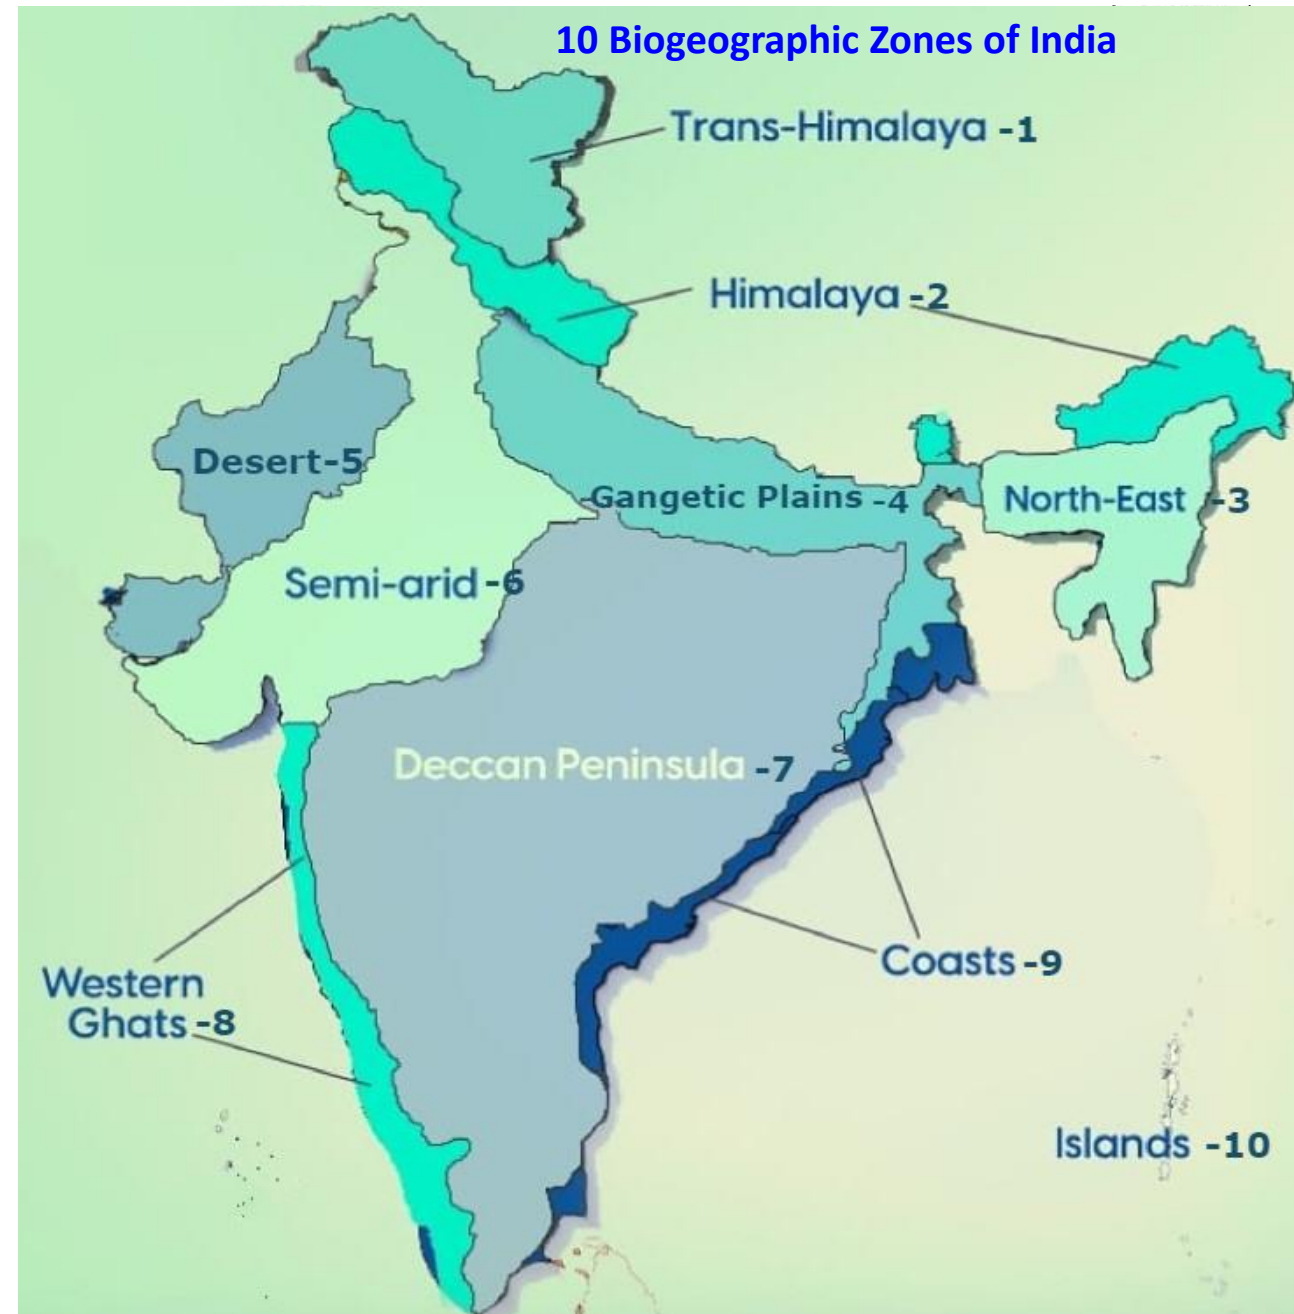 10 Biogeographic Zones of India
Trans-Himalaya -1
Himalaya -2
Desert-5
Gangetic Plains -4
North-East -3
Semi-arid -6
Deccan Peninsula -7
Coasts -9
Western
Ghats -8
Islands -10